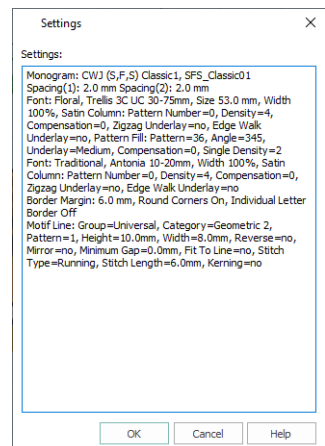 Settings
Settings:
Monogram: CWJ (S,F,S) Classic1, SFS_Classic01
Spacing(1): 2.0 mm Spacing(2): 2.0 mm
Font: Floral, Trellis 3C UC 30-75mm, Size 53.0 mm, Width
100%, Satin Column: Pattern Number=0, Density=4,
Compensation=0, Zigzag Underlay=no, Edge Walk
Underlay=no, Pattern Fill: Pattern=36, Angle=345,
Underlay=Medium, Compensation=0, Single Density=2
Font: Traditional, Antonia 10-20mm, Width 100%, Satin
Column: Pattern Number=0, Density=4, Compensation=0,
Zigzag Underlay=no, Edge Walk Underlay=no
Border Margin: 6.0 mm, Round Corners On, Individual Letter
Border Off
Motif Line: Group=Universal, Category=Geometric 2,
Pattern=1, Height=10.0mm, Width=8.0mm, Reverse=no,
Mirror=no, Minimum Gap=0.0mm, Fit To Line=no, Stitch
Type=Running, Stitch Length=6.0mm, Kerning=no
OK Cancel Help